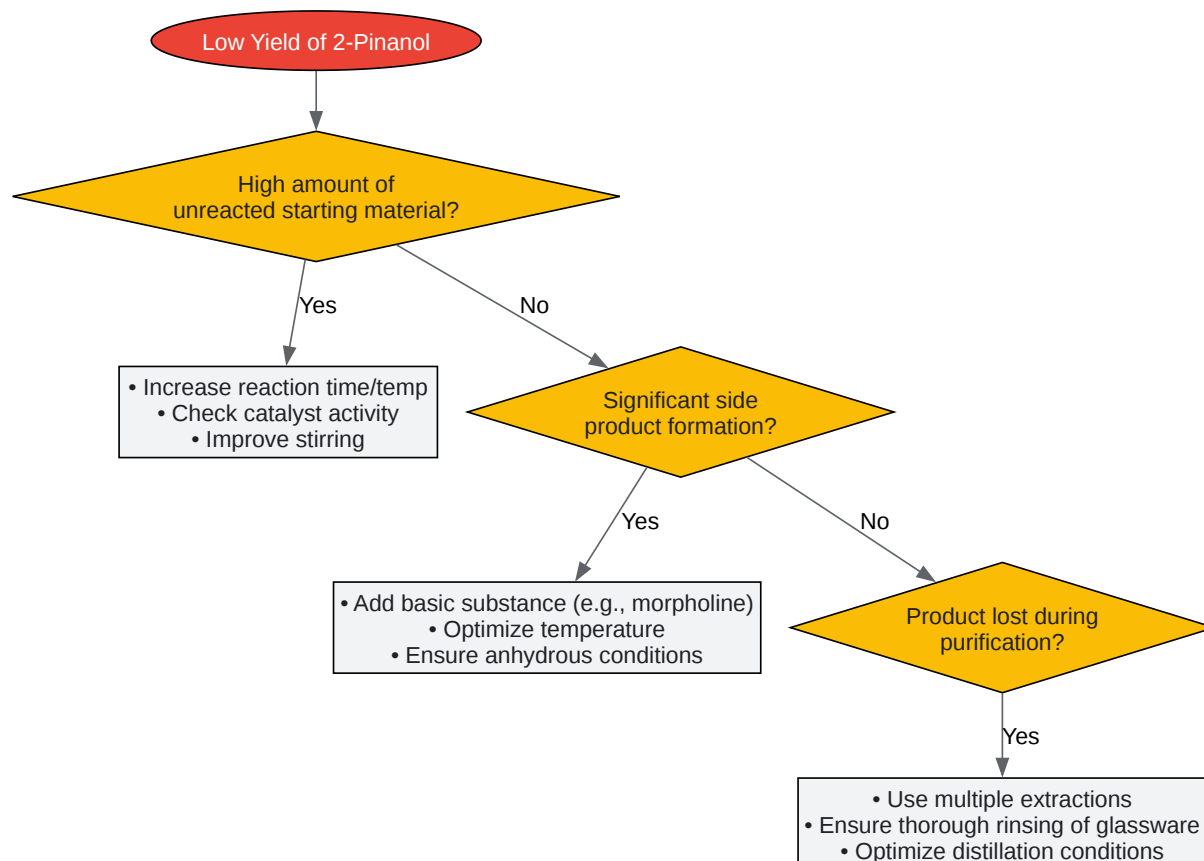 Low Yield of 2-Pinanol
High amount of
unreacted starting material?
Yes
No
• Increase reaction time/temp
• Check catalyst activity
• Improve stirring
Significant side
product formation?
Yes
No
• Add basic substance (e.g., morpholine)
• Optimize temperature
• Ensure anhydrous conditions
Product lost during
purification?
Yes
• Use multiple extractions
• Ensure thorough rinsing of glassware
• Optimize distillation conditions